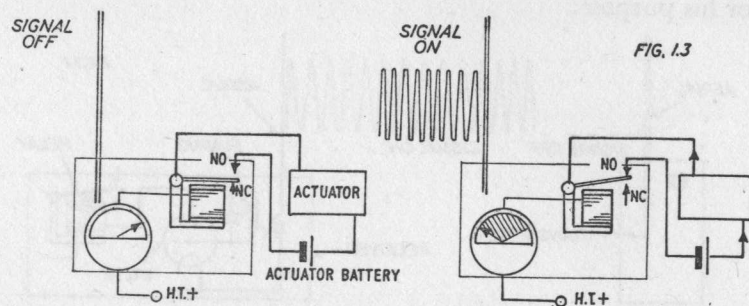 SIGNAL
OFF
SIGNAL
ON
FIG. 1.3
NO
NC
ACTUATOR
ACTUATOR BATTERY
H.T.+
NO
NC
H.T.+